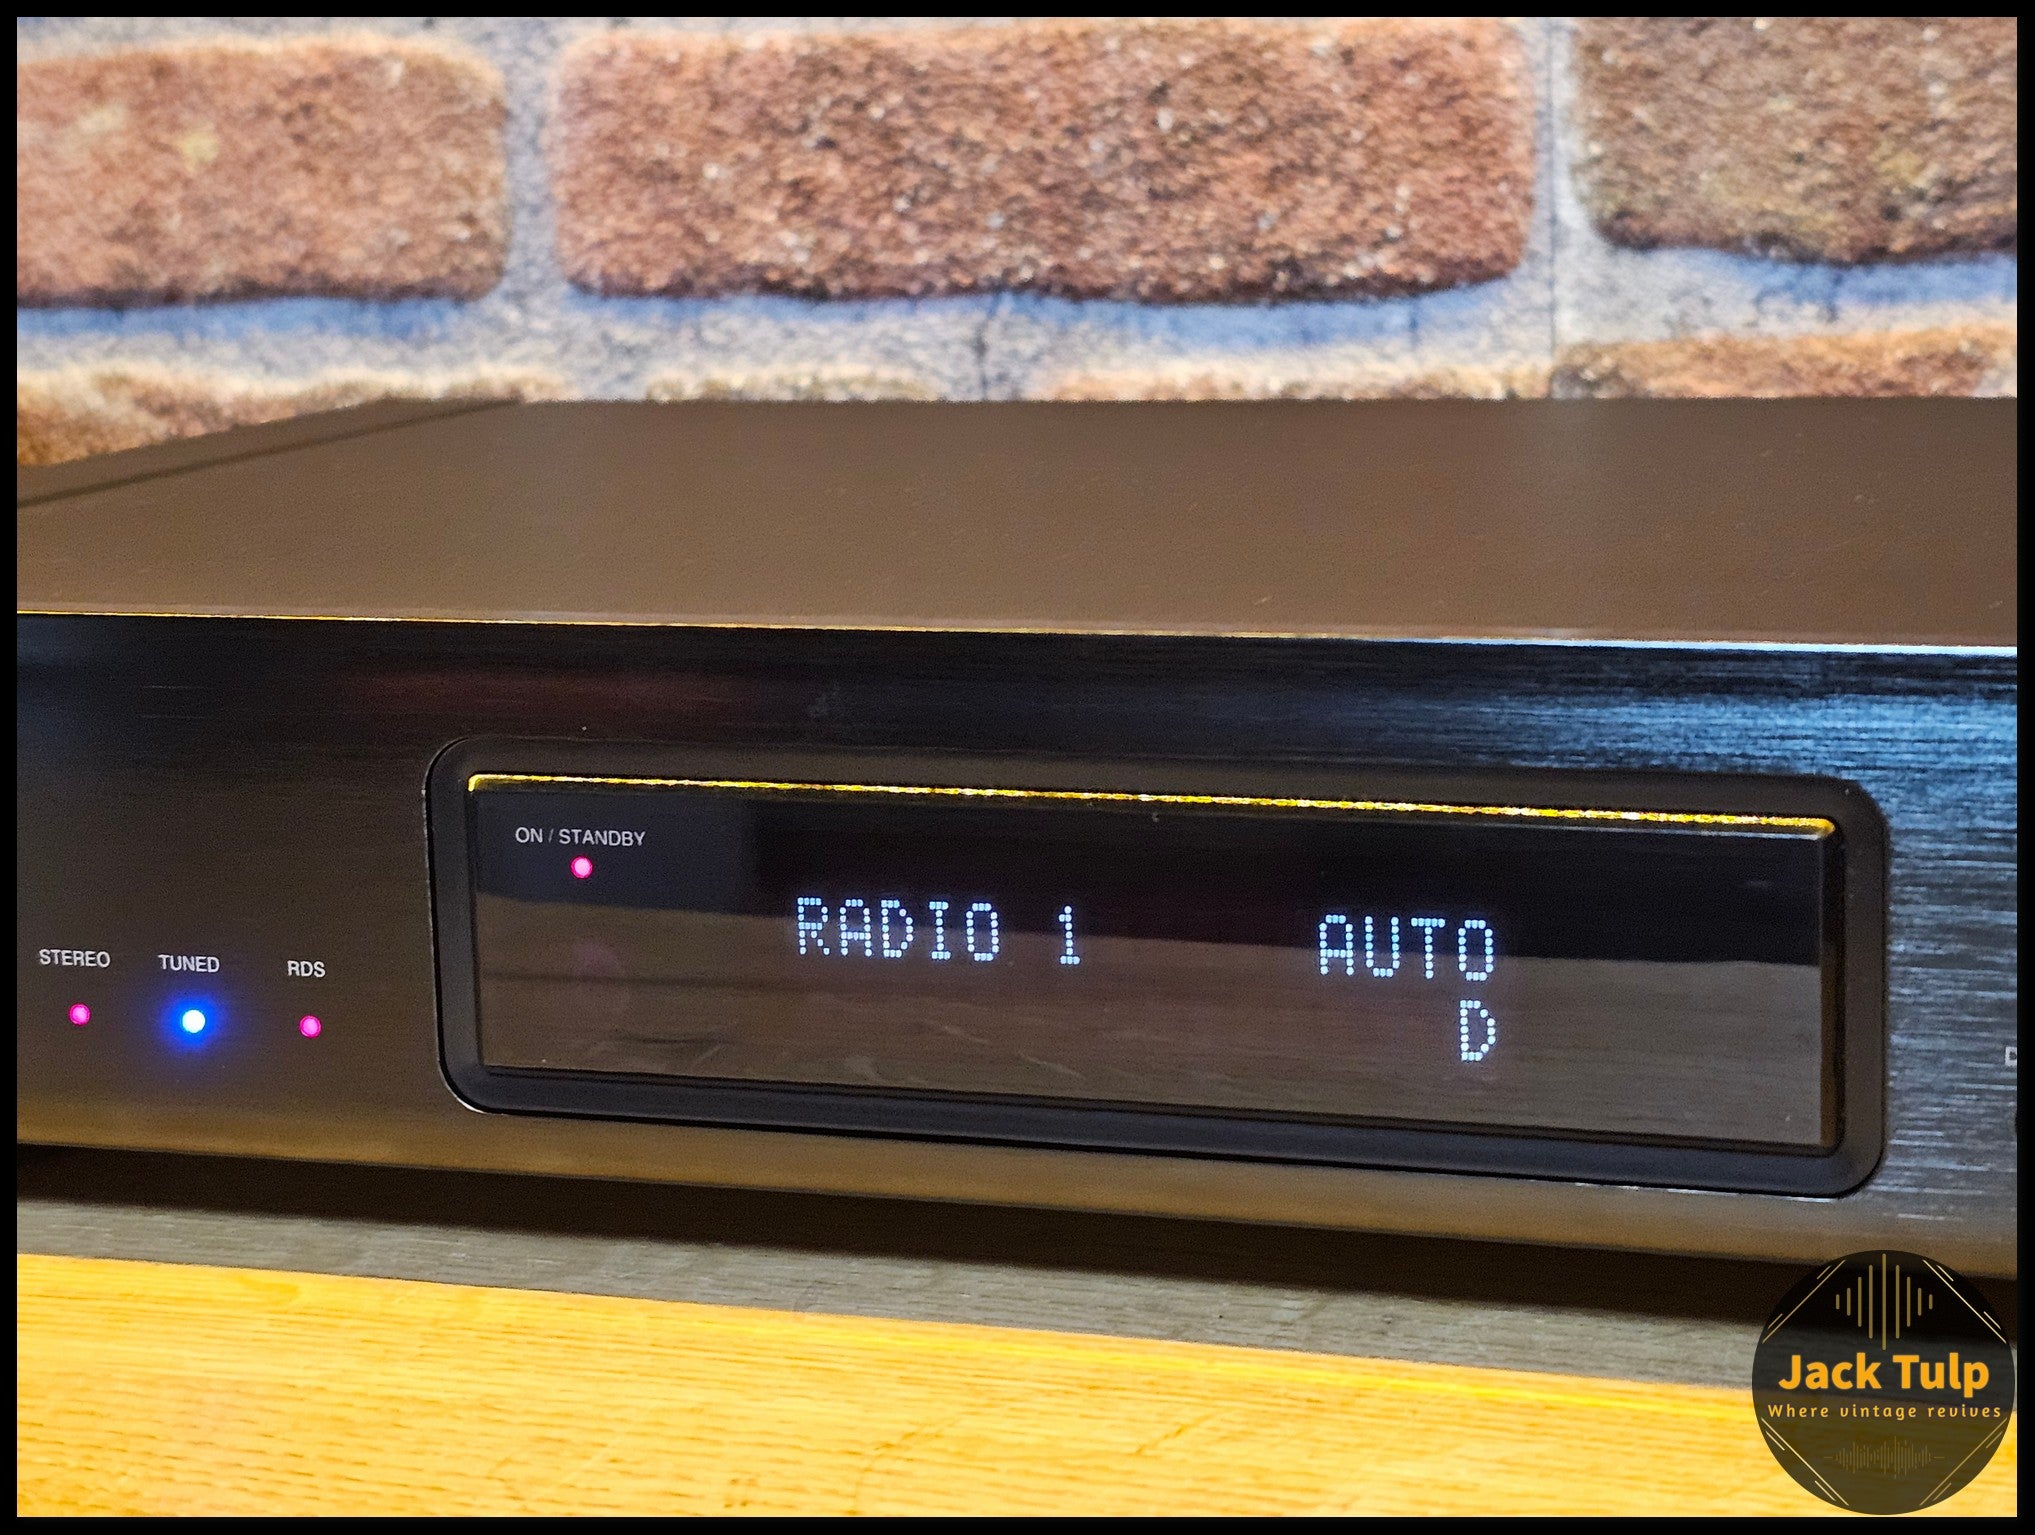 ON / STANDBY
RADIO 1 AUTO
D
STEREO TUNED RDS
Jack Tulp
Where vintage revives